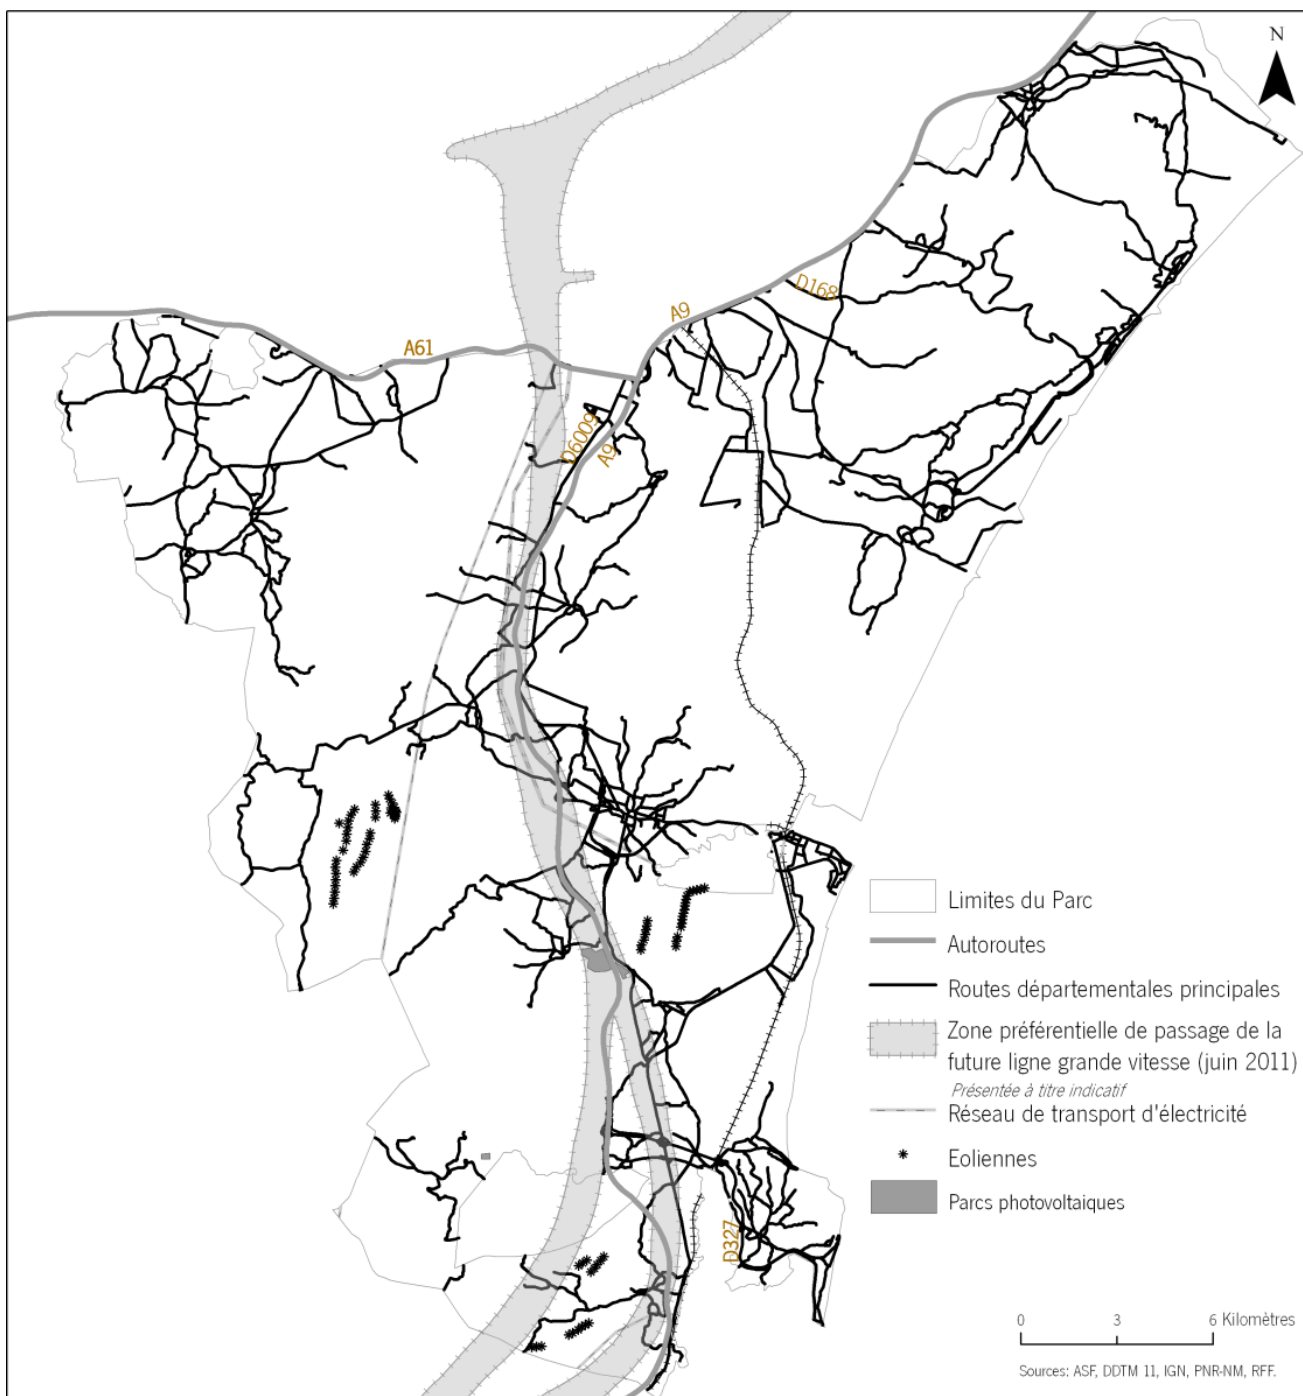 N
D168
A9
A61
D6009
A9
Limites du Parc
Autoroutes
Routes départementales principales
Zone préférentielle de passage de la
future ligne grande vitesse (juin 2011)
Présentée à titre indicatif
Réseau de transport d'électricité
Eoliennes
Parcs photovoltaiques
D327
0 3 6 Kilomètres
Sources: ASF, DDTM 11, IGN, PNR-NM, RFF.